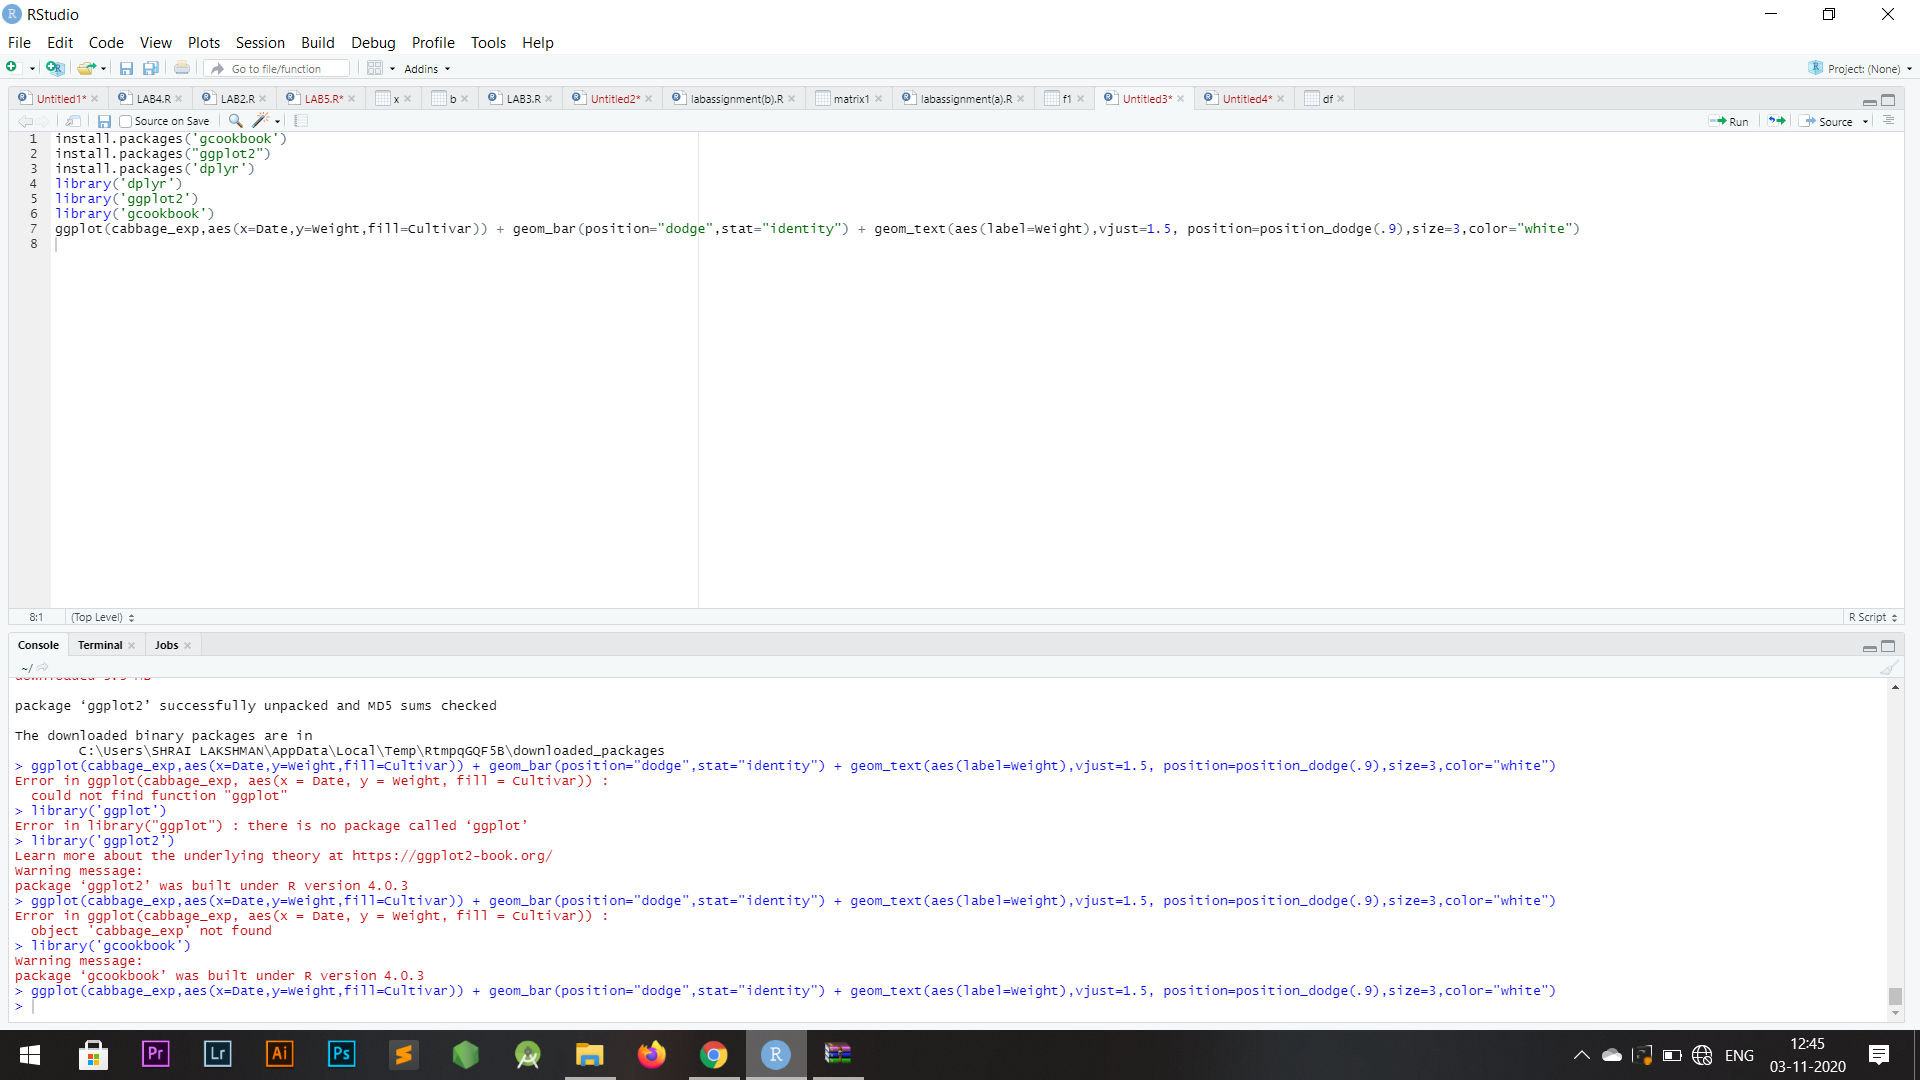 RStudio
File Edit Code View Plots Session Build Debug Profile Tools Help
Go to file/function Addins Project: (None)
Untitled1* LAB4.R LAB2.R LAB5.R* x b LAB3.R Untitled2* labassignment(b).R matrix1 labassignment(a).R f1 Untitled3* Untitled4* df
Source on Save Run Source
1 install.packages('gcookbook')
2 install.packages("ggplot2")
3 install.packages('dplyr')
4 library('dplyr')
5 library('ggplot2')
6 library('gcookbook')
7 ggplot(cabbage_exp,aes(x=Date,y=Weight,fill=Cultivar)) + geom_bar(position="dodge",stat="identity") + geom_text(aes(label=Weight),vjust=1.5, position=position_dodge(.9),size=3,color="white")
8
8:1 (Top Level) R Script
Console Terminal Jobs
~/
package ‘ggplot2’ successfully unpacked and MD5 sums checked
The downloaded binary packages are in
C:\Users\SHRAI LAKSHMAN\AppData\Local\Temp\RtmpqGQF5B\downloaded_packages
> ggplot(cabbage_exp,aes(x=Date,y=Weight,fill=Cultivar)) + geom_bar(position="dodge",stat="identity") + geom_text(aes(label=Weight),vjust=1.5, position=position_dodge(.9),size=3,color="white")
Error in ggplot(cabbage_exp, aes(x = Date, y = Weight, fill = Cultivar)) :
could not find function "ggplot"
> library('ggplot')
Error in library("ggplot") : there is no package called ‘ggplot’
> library('ggplot2')
Learn more about the underlying theory at https://ggplot2-book.org/
Warning message:
package ‘ggplot2’ was built under R version 4.0.3
> ggplot(cabbage_exp,aes(x=Date,y=Weight,fill=Cultivar)) + geom_bar(position="dodge",stat="identity") + geom_text(aes(label=Weight),vjust=1.5, position=position_dodge(.9),size=3,color="white")
Error in ggplot(cabbage_exp, aes(x = Date, y = Weight, fill = Cultivar)) :
object 'cabbage_exp' not found
> library('gcookbook')
Warning message:
package ‘gcookbook’ was built under R version 4.0.3
> ggplot(cabbage_exp,aes(x=Date,y=Weight,fill=Cultivar)) + geom_bar(position="dodge",stat="identity") + geom_text(aes(label=Weight),vjust=1.5, position=position_dodge(.9),size=3,color="white")
>
Pr Lr Ai Ps R ENG 12:45
03-11-2020